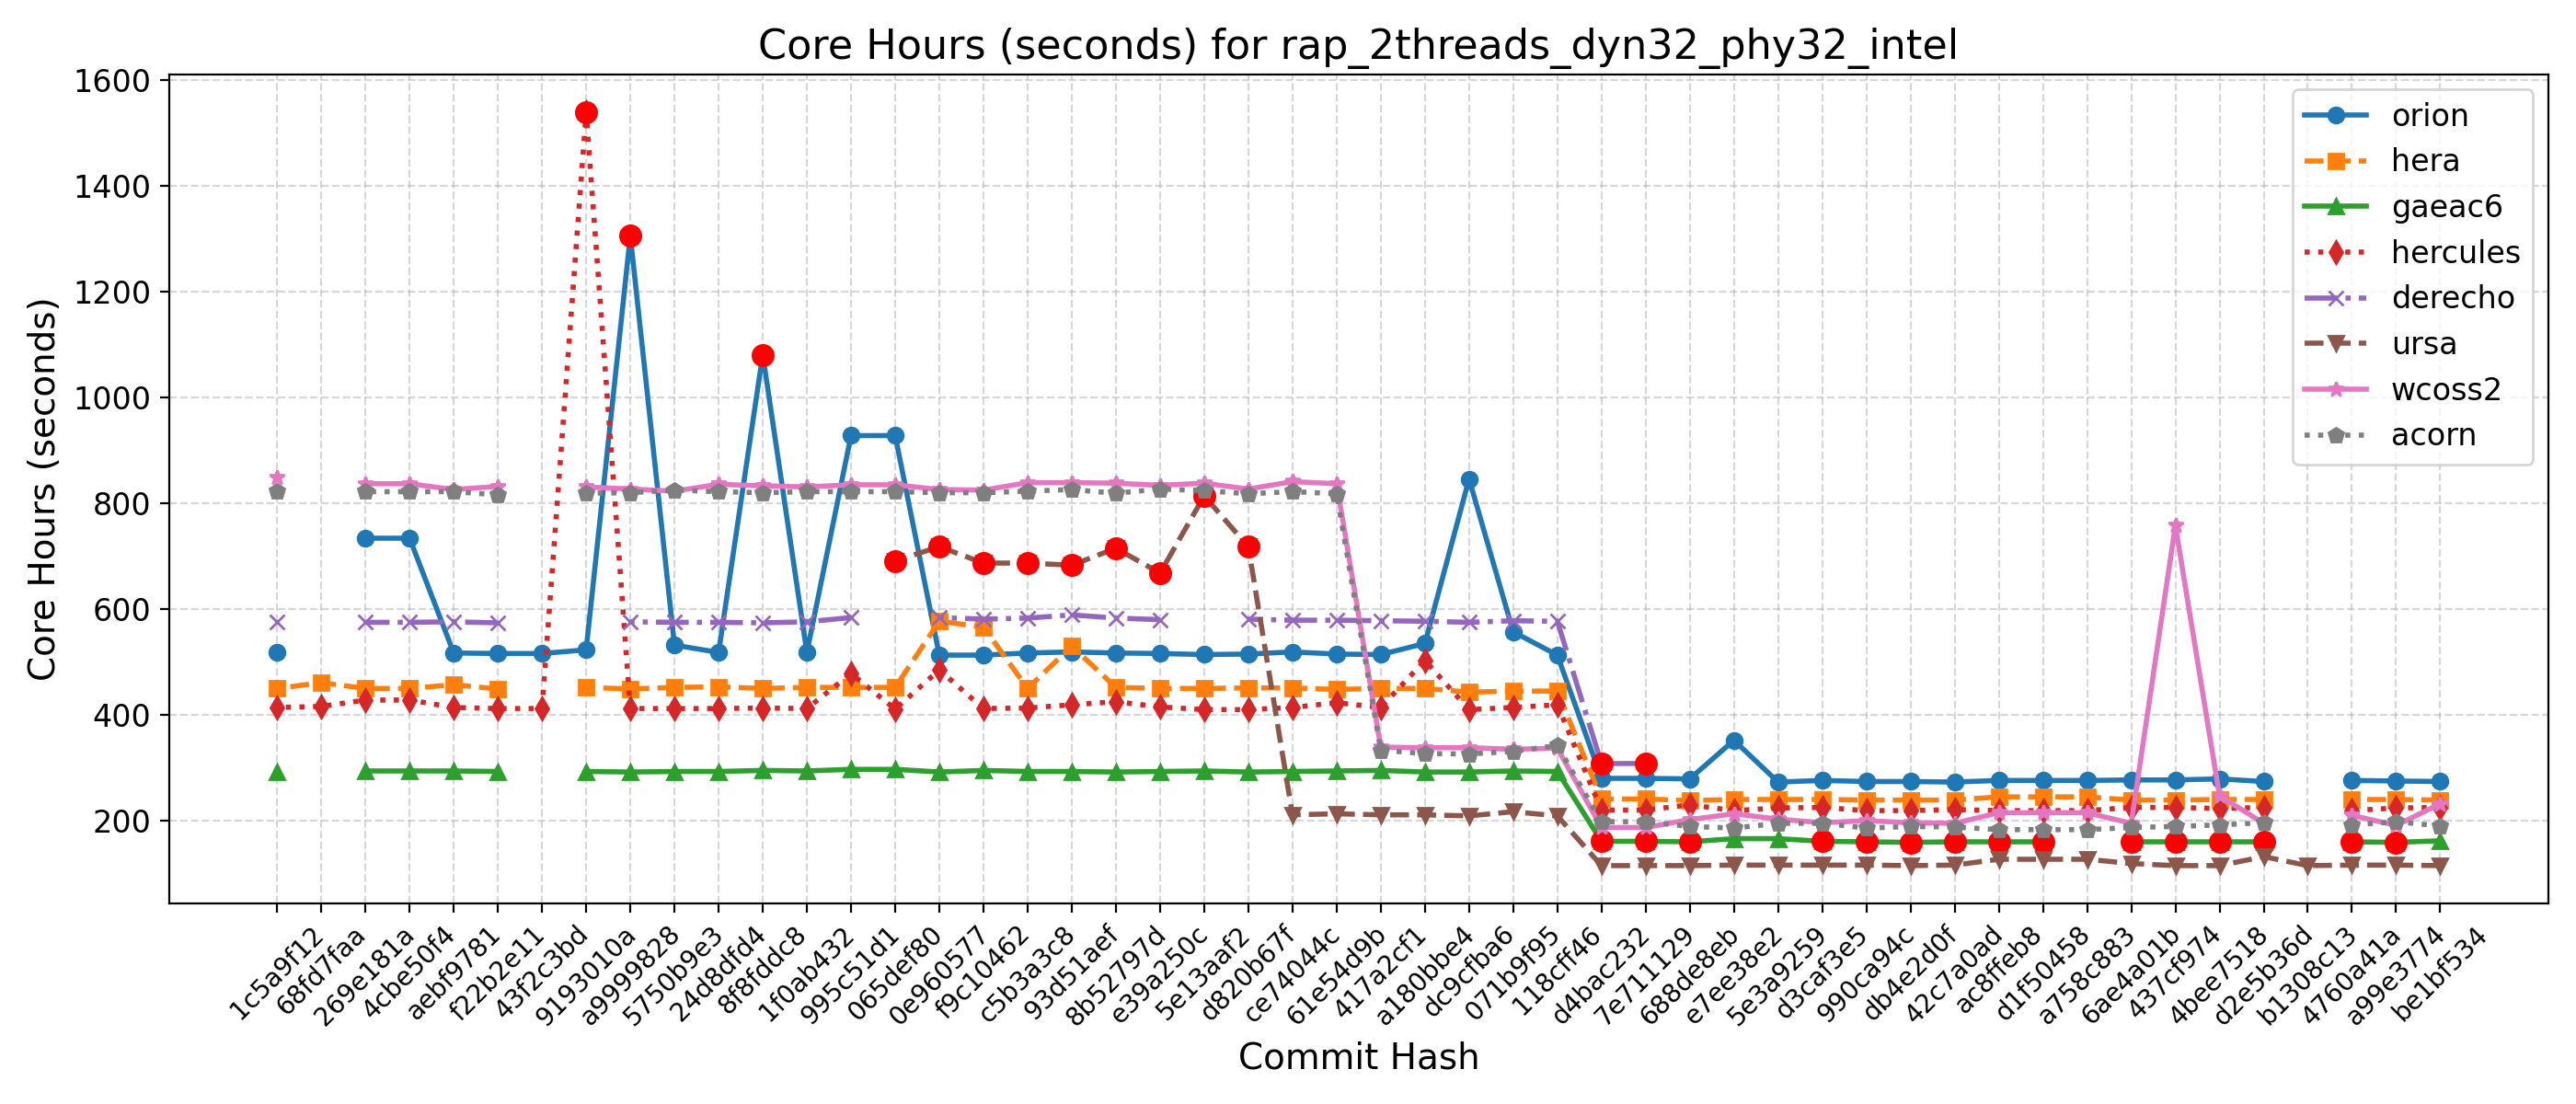 Core Hours (seconds) for rap_2threads_dyn32_phy32_intel
Core Hours (seconds)
1600
1400
1200
1000
800
600
400
200
orion
hera
gaeac6
hercules
derecho
ursa
wcoss2
acorn
1c5a9f12
68fd7faa
269e181a
4cbe50f4
aebf9781
f22b2e11
43f2c3bd
9193010a
a9999828
5750b9e3
24d8dfd4
8f8fddc8
1f0ab432
995c51d1
065def80
0e960577
f9c10462
c5b3a3c8
93d51aef
8b52797d
e39a250c
5e13aaf2
d820b67f
ce74044c
61e54d9b
417a2cf1
a180bbe4
dc9cfba6
071b9f95
118cff46
d4bac232
7e711129
688de8eb
e7ee38e2
5e3a9259
d3caf3e5
990ca94c
db4e2d0f
42c7a0ad
ac8ffeb8
d1f50458
a758c883
6ae4a01b
437cf974
4bee7518
d2e5b36d
b1308c13
4760a41a
a99e3774
be1bf534
Commit Hash